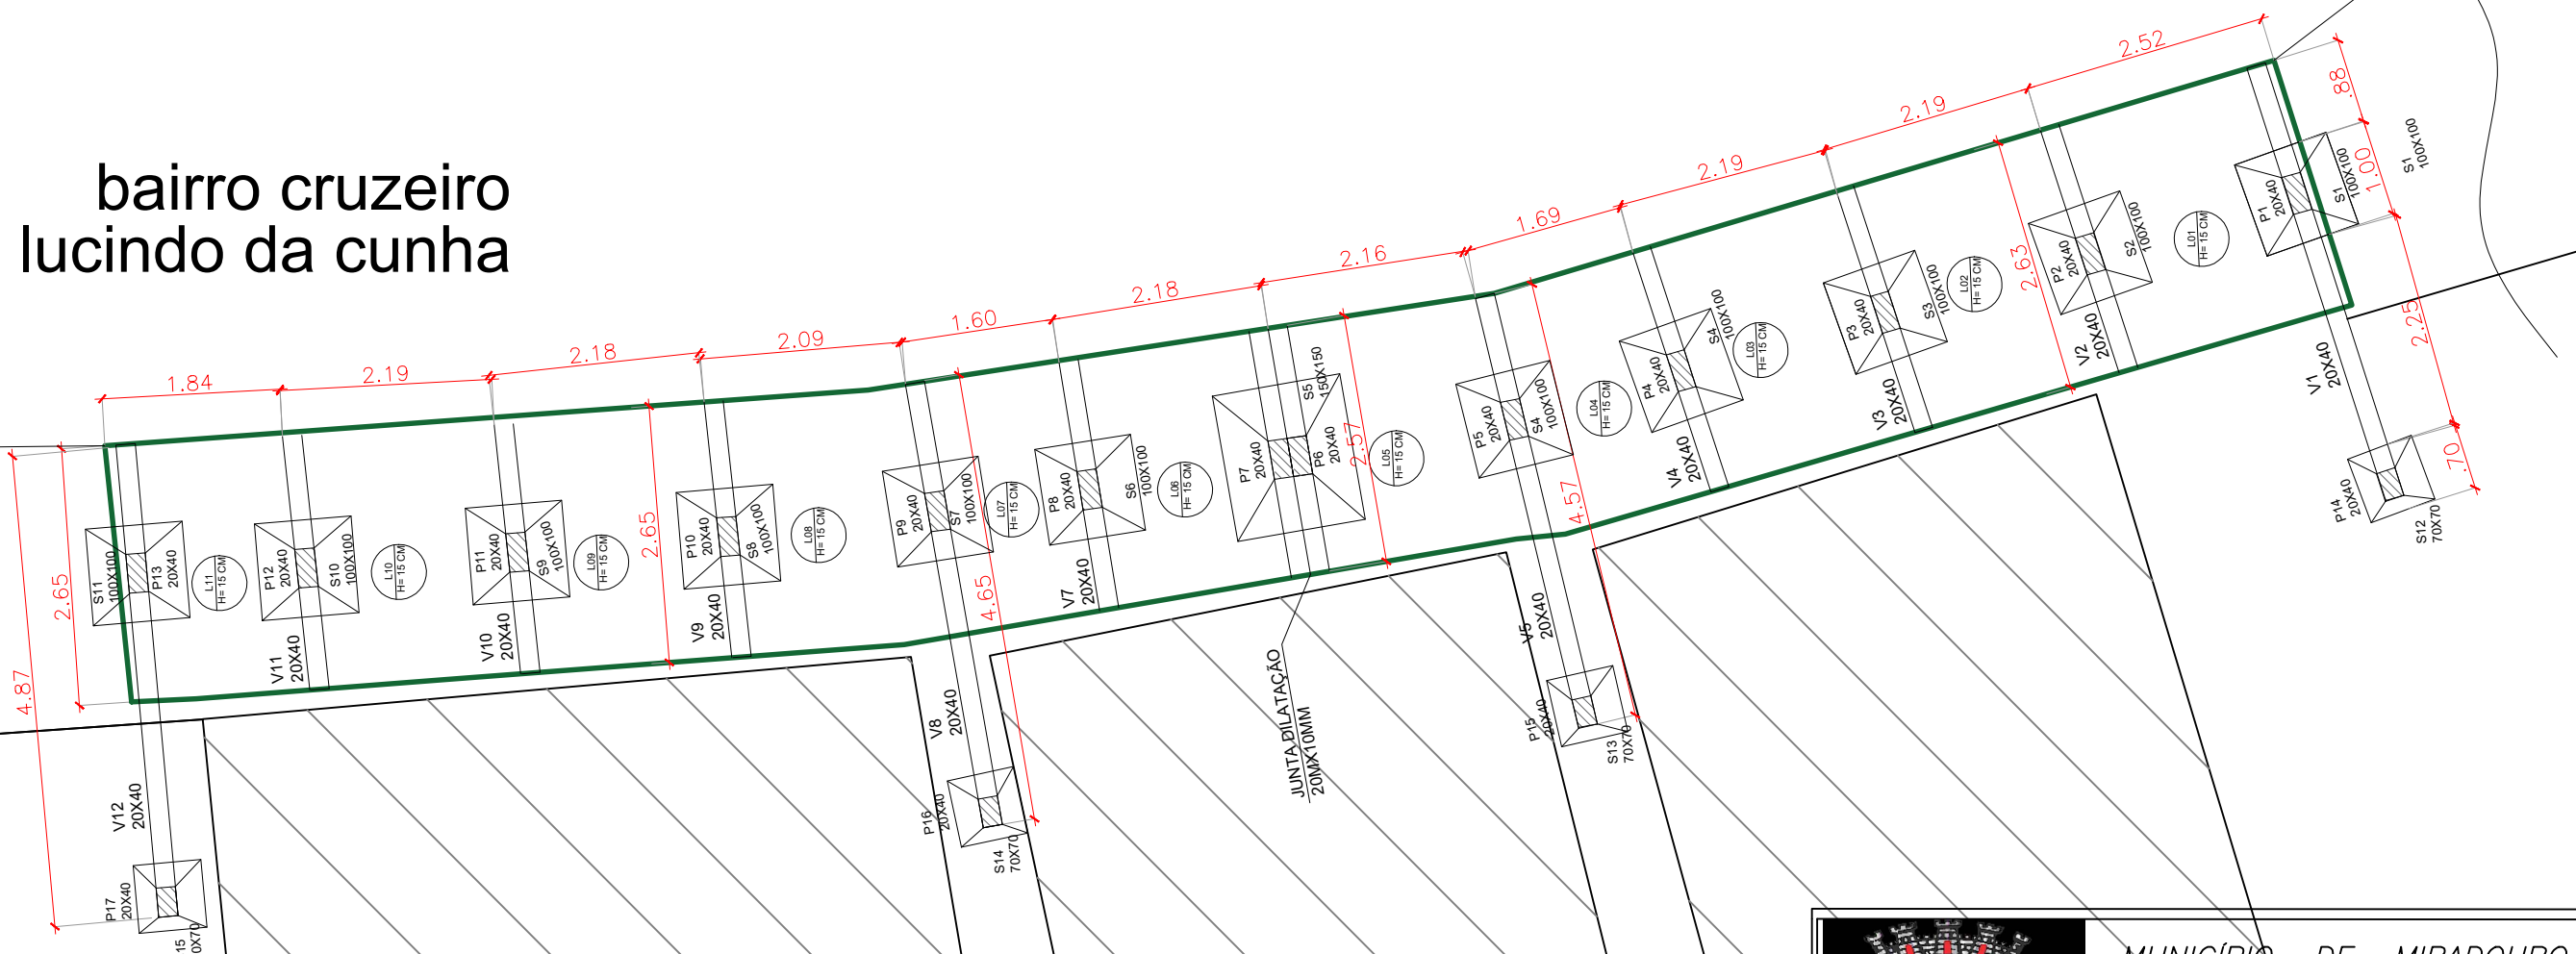 bairro cruzeiro
lucindo da cunha
1.84
2.19
2.18
2.09
1.60
2.18
2.16
1.69
2.19
2.19
2.52
.88
1.00
2.25
.70
4.87
2.65
2.65
4.65
2.57
4.57
2.63
S11
100X100
P13
20X40
L11
H= 15 CM
P12
20X40
S10
100X100
L10
H= 15 CM
P11
20X40
S9
100X100
L09
H= 15 CM
P10
20X40
S8
100X100
L08
H= 15 CM
P9
20X40
S7
100X100
L07
H= 15 CM
P8
20X40
S6
100X100
L06
H= 15 CM
P7
20X40
S5
150X150
P6
20X40
L05
H= 15 CM
P5
20X40
S4
100X100
L04
H= 15 CM
P4
20X40
S4
100X100
L03
H= 15 CM
P3
20X40
S3
100X100
L02
H= 15 CM
P2
20X40
S2
100X100
L01
H= 15 CM
P1
20X40
S1
100X100
S1
100X100
V12
20X40
V11
20X40
V10
20X40
V9
20X40
V8
20X40
V7
20X40
V5
20X40
V4
20X40
V3
20X40
V2
20X40
V1
20X40
P17
20X40
15
0X70
P16
20X40
S14
70X70
JUNTA DILATAÇÃO
20MX10MM
P15
20X40
S13
70X70
P14
20X40
S12
70X70
MUNICÍPIO DE MIRADOURO